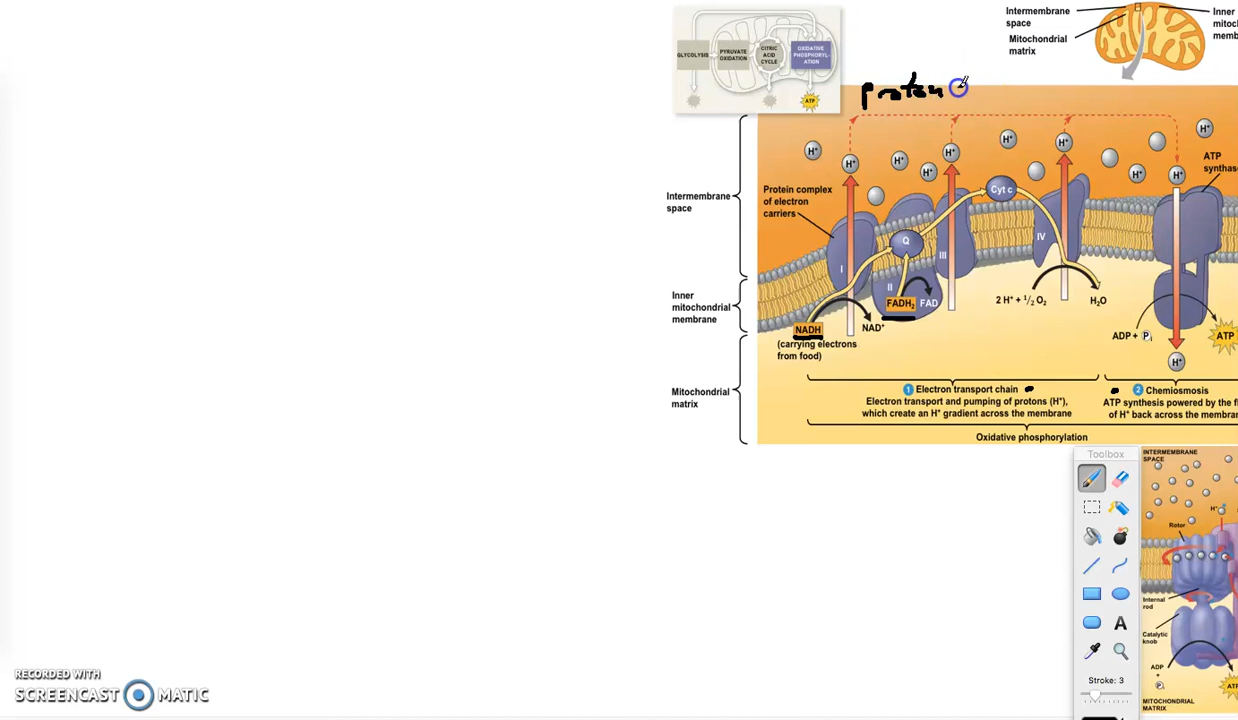 Intermembrane
space
Mitochondrial
matrix
Inner
mitoc
memb
GLYCOLYSIS
PYRUVATE
OXIDATION
CITRIC
ACID
CYCLE
OXIDATIVE
PHOSPHORYL-
ATION
ATP
proton
H+
H+
H+
H+
H+
H+
H+
H+
H+
H+
ATP
synthase
Protein complex
of electron
carriers
Cyt c
Q
I
II
III
IV
Intermembrane
space
Inner
mitochondrial
membrane
Mitochondrial
matrix
FADH2
FAD
2 H+ + 1/2 O2
H2O
NADH
NAD+
(carrying electrons
from food)
ADP + Pi
ATP
H+
1 Electron transport chain
Electron transport and pumping of protons (H+),
which create an H+ gradient across the membrane
2 Chemiosmosis
ATP synthesis powered by the fl
of H+ back across the membran
Oxidative phosphorylation
Toolbox
A
Stroke: 3
INTERMEMBRANE
SPACE
H+
Rotor
Internal
rod
Catalytic
knob
ADP
+
Pi
ATP
MITOCHONDRIAL
MATRIX
RECORDED WITH
SCREENCAST MATIC